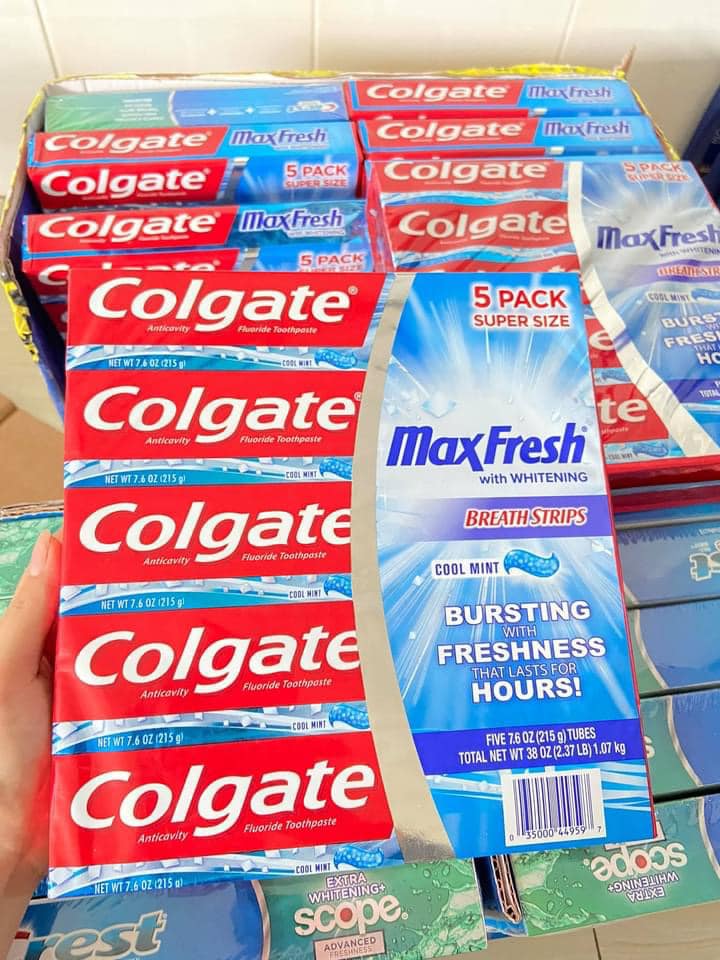 Colgate MaxFresh
Colgate MaxFresh
Colgate MaxFresh
Colgate
5 PACK
SUPER SIZE
Colgate MaxFresh
5 PACK
Colgate
5 PACK
SUPER SIZE
Colgate
MaxFresh
with WHITENING
COOL MINT
Colgate®
Anticavity Fluoride Toothpaste
NET WT 7.6 OZ (215 g)
COOL MINT
Colgate®
Anticavity Fluoride Toothpaste
NET WT 7.6 OZ (215 g)
COOL MINT
Colgate
Anticavity Fluoride Toothpaste
NET WT 7.6 OZ (215 g)
COOL MINT
Colgate
Anticavity Fluoride Toothpaste
NET WT 7.6 OZ (215 g)
COOL MINT
Colgate
Anticavity Fluoride Toothpaste
NET WT 7.6 OZ (215 g)
COOL MINT
5 PACK
SUPER SIZE
MaxFresh®
with WHITENING
BREATH STRIPS
COOL MINT
BURSTING
WITH
FRESHNESS
THAT LASTS FOR
HOURS!
FIVE 7.6 OZ (215 g) TUBES
TOTAL NET WT 38 OZ (2.37 LB) 1.07 kg
0 35000 44959 7
rest
EXTRA
WHITENING+
scope.
ADVANCED
FRESHNESS
scope
EXTRA
WHITENING+